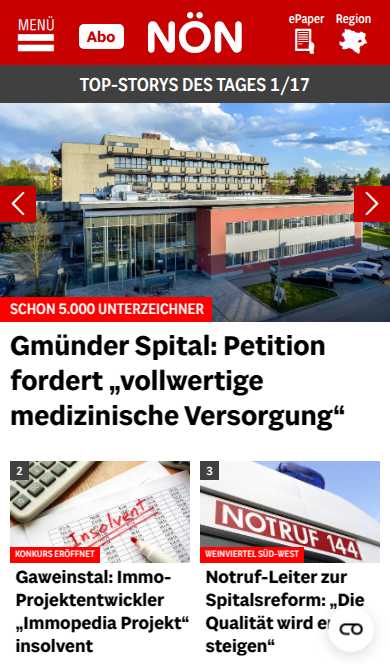 MENÜ
Abo
NÖN
ePaper
Region
TOP-STORYS DES TAGES 1/17
SCHON 5.000 UNTERZEICHNER
Gmünder Spital: Petition
fordert „vollwertige
medizinische Versorgung“
2
Insolvent
KONKURS ERÖFFNET
Gaweinstal: Immo-
Projektentwickler
„Immopedia Projekt“
insolvent
3
NOTRUF 144
WEINVIERTEL SÜD-WEST
Notruf-Leiter zur
Spitalsreform: „Die
Qualität wird
steigen“